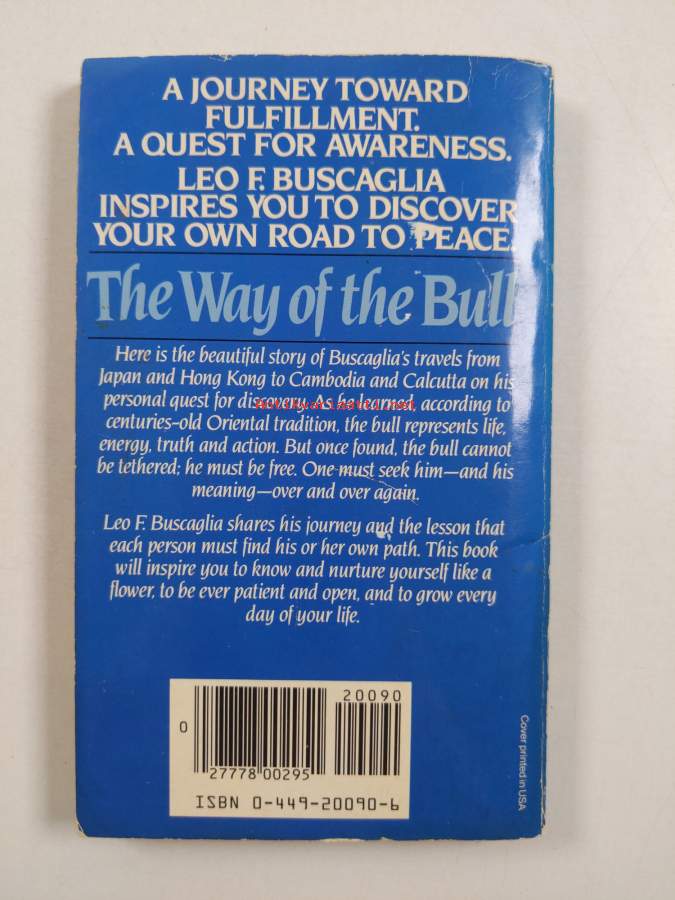 A JOURNEY TOWARD
FULFILLMENT.
A QUEST FOR AWARENESS.
LEO F. BUSCAGLIA
INSPIRES YOU TO DISCOVER
YOUR OWN ROAD TO PEACE.
The Way of the Bull
Here is the beautiful story of Buscaglia's travels from
Japan and Hong Kong to Cambodia and Calcutta on his
personal quest for discovery. As he learned, according to
centuries-old Oriental tradition, the bull represents life,
energy, truth and action. But once found, the bull cannot
be tethered; he must be free. One must seek him—and his
meaning—over and over again.
Leo F. Buscaglia shares his journey and the lesson that
each person must find his or her own path. This book
will inspire you to know and nurture yourself like a
flower, to be ever patient and open, and to grow every
day of your life.
20090
0
27778 00295
ISBN 0-449-20090-6
Cover printed in USA